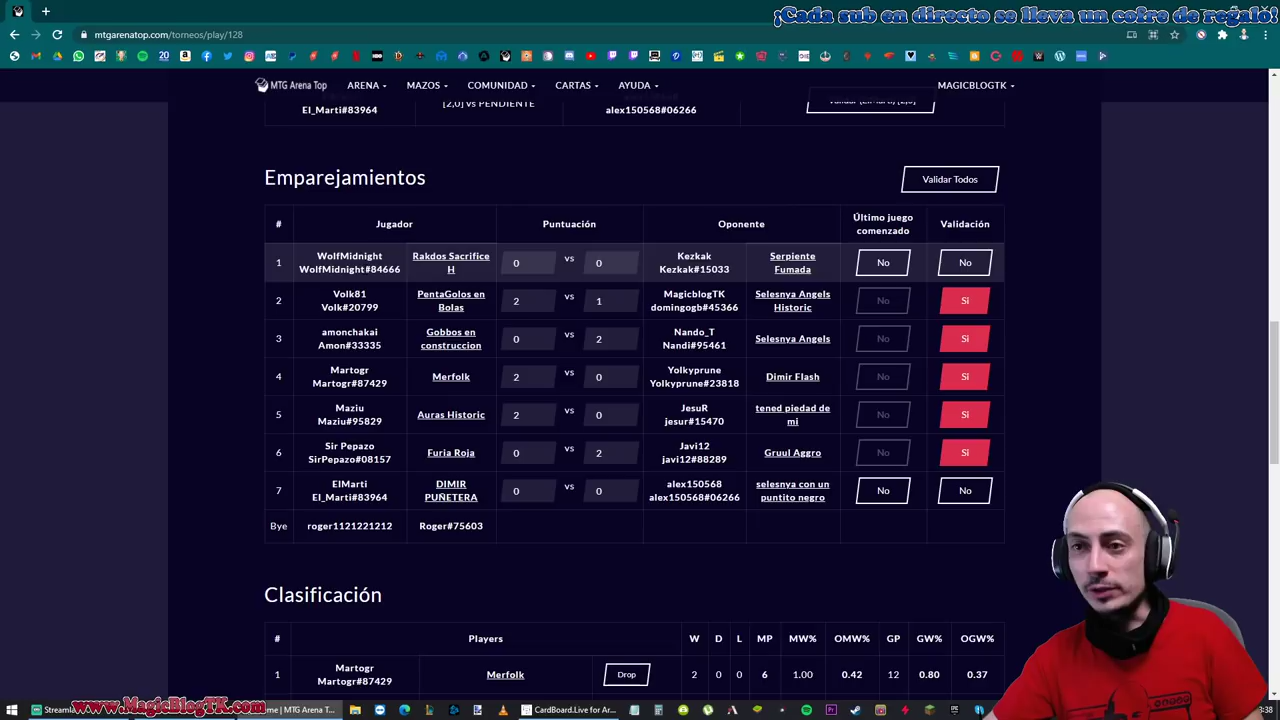 ¡Cada sub en directo se lleva un cofre de regalo!
mtgarenatop.com/torneos/play/128
MTG Arena Top ARENA MAZOS COMUNIDAD CARTAS AYUDA MAGICBLOGTK
[2,0] vs PENDIENTE
El_Marti#83964 alex150568#06266
Emparejamientos
Validar Todos
# Jugador Puntuación Oponente Último juego comenzado Validación
1 WolfMidnight WolfMidnight#84666 Rakdos Sacrifice H 0 vs 0 Kezkak Kezkak#15033 Serpiente Fumada No No
2 Volk81 Volk#20799 PentaGolos en Bolas 2 vs 1 MagicblogTK domingogb#45366 Selesnya Angels Historic No Si
3 amonchakai Amon#33335 Gobbos en construccion 0 vs 2 Nando_T Nandi#95461 Selesnya Angels No Si
4 Martogr Martogr#87429 Merfolk 2 vs 0 Yolkyprune Yolkyprune#23818 Dimir Flash No Si
5 Maziu Maziu#95829 Auras Historic 2 vs 0 JesuR jesur#15470 tened piedad de mi No Si
6 Sir Pepazo SirPepazo#08157 Furia Roja 0 vs 2 Javi12 javi12#88289 Gruul Aggro No Si
7 ElMarti El_Marti#83964 DIMIR PUÑETERA 0 vs 0 alex150568 alex150568#06266 selesnya con un puntito negro No No
Bye roger1121221212 Roger#75603
Clasificación
# Players W D L MP MW% OMW% GP GW% OGW%
1 Martogr Martogr#87429 Merfolk Drop 2 0 0 6 1.00 0.42 12 0.80 0.37
www.MagicBlogTK.com
Streamla
me | MTG Arena T...
CardBoard.Live for Ar...